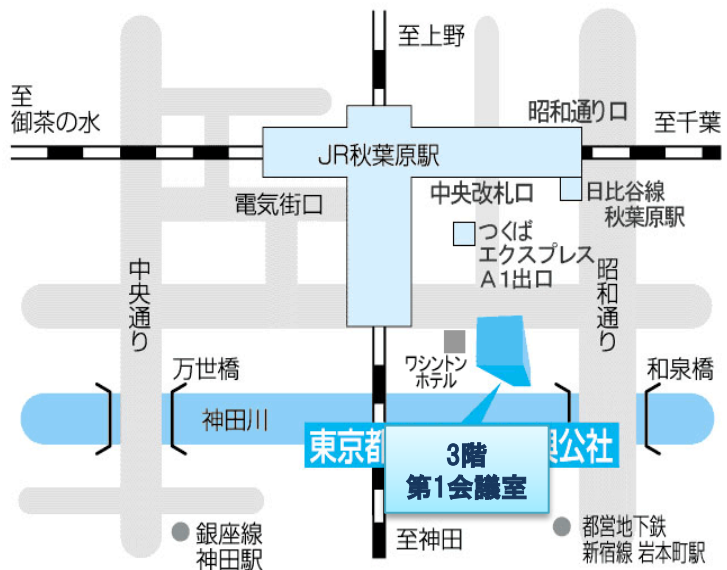 至上野
至
御茶の水
昭和通り口
至千葉
JR秋葉原駅
電気街口
中央改札口
日比谷線
秋葉原駅
つくば
エクスプレス
A1出口
中央通り
昭和通り
万世橋
ワシントン
ホテル
和泉橋
神田川
東京都
興公社
3階
第1会議室
銀座線
神田駅
至神田
都営地下鉄
新宿線 岩本町駅